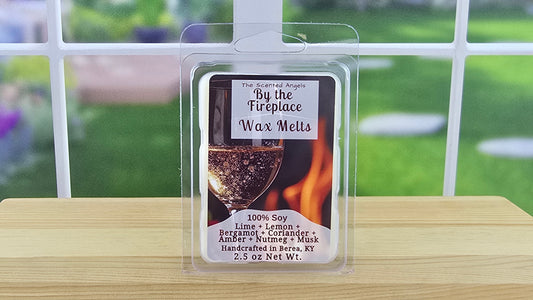 The Scented Angels
By the
Fireplace
Wax Melts
100% Soy
Lime + Lemon +
Bergamot + Coriander +
Amber + Nutmeg + Musk
Handcrafted in Berea, KY
2.5 oz Net Wt.